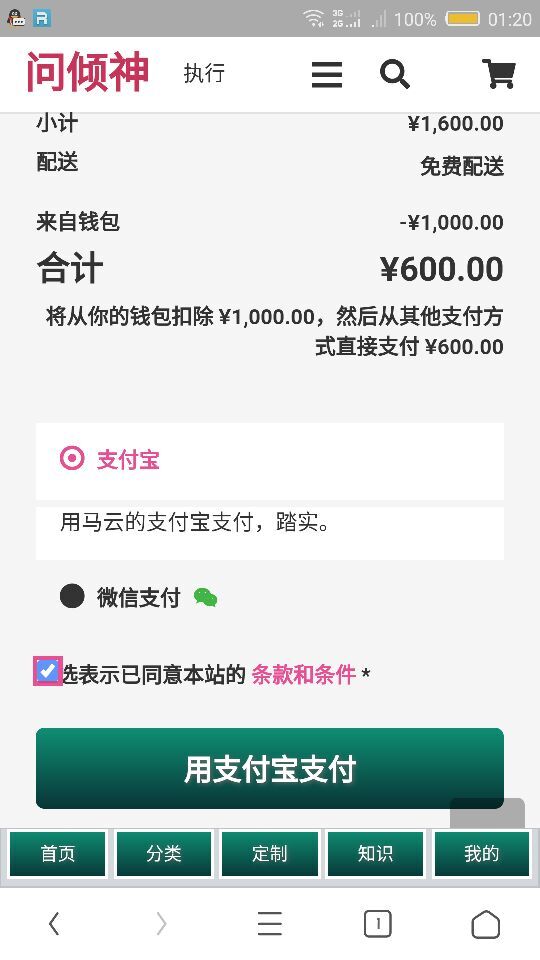 3G 2G 100% 01:20
问倾神 执行
小计 ¥1,600.00
配送 免费配送
来自钱包 -¥1,000.00
合计 ¥600.00
将从你的钱包扣除 ¥1,000.00，然后从其他支付方
式直接支付 ¥600.00
支付宝
用马云的支付宝支付，踏实。
微信支付
选表示已同意本站的 条款和条件 *
用支付宝支付
首页 分类 定制 知识 我的
1